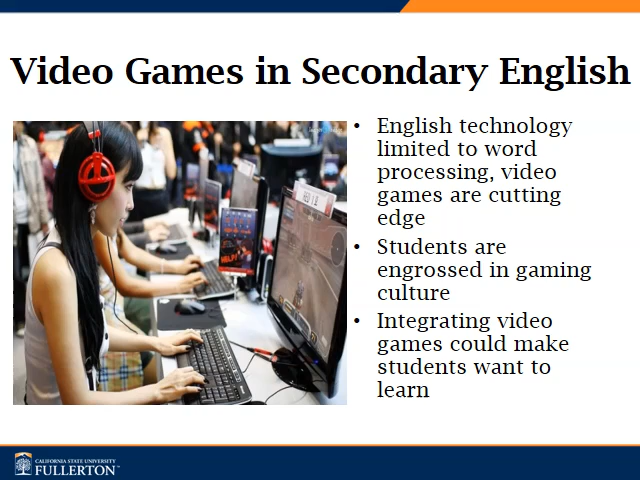 Video Games in Secondary English
• English technology
limited to word
processing, video
games are cutting
edge
• Students are
engrossed in gaming
culture
• Integrating video
games could make
students want to
learn
CALIFORNIA STATE UNIVERSITY
FULLERTON™